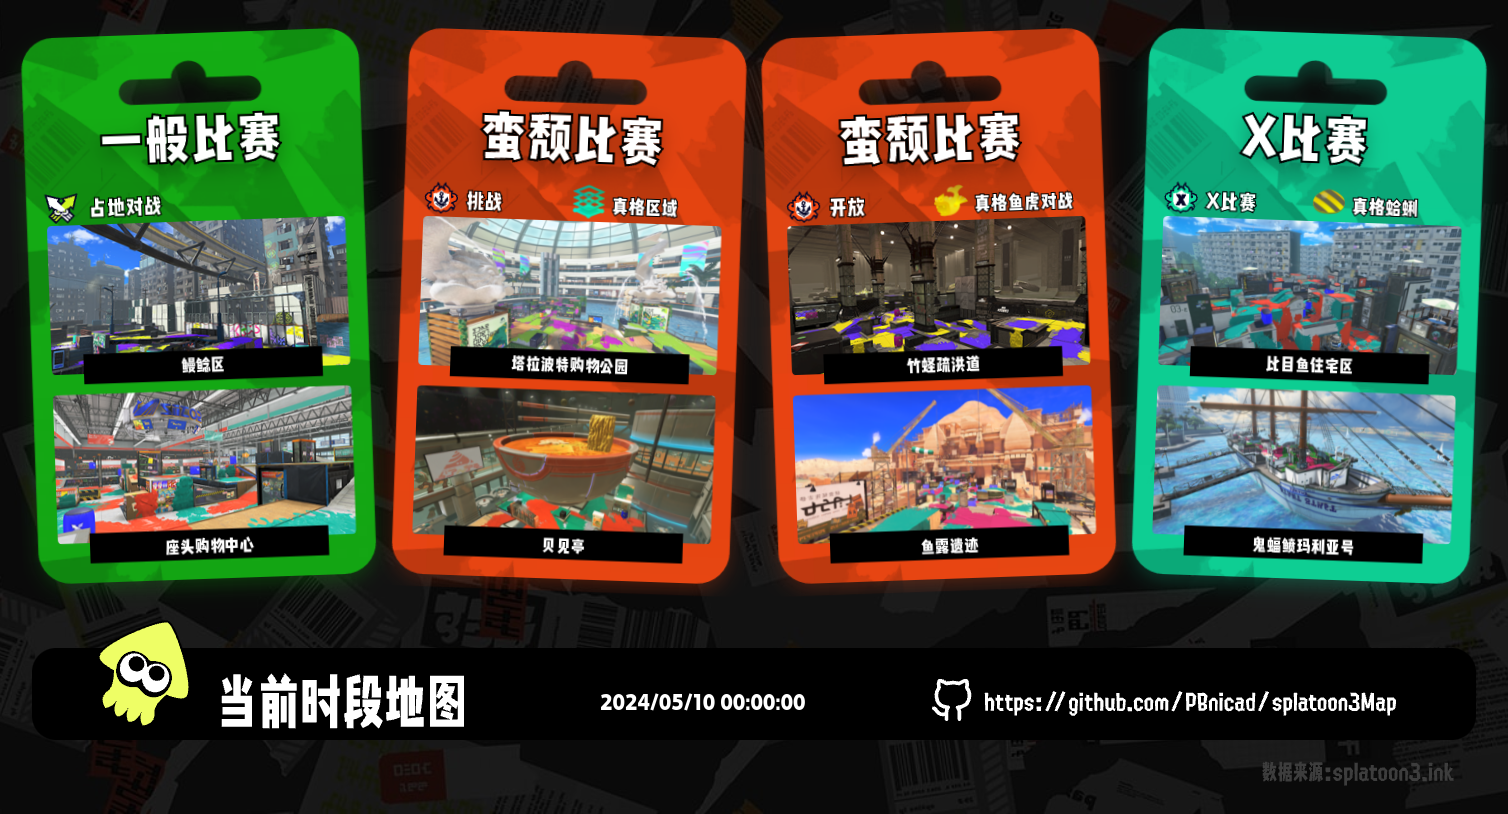 一般比赛
占地对战
鳗鲶区
座头购物中心
蛮颓比赛
挑战
真格区域
塔拉波特购物公园
贝见亭
蛮颓比赛
开放
真格鱼虎对战
竹蛏疏洪道
鱼露遗迹
X比赛
X比赛
真格蛤蜊
比目鱼住宅区
鬼蝠鲼玛利亚号
当前时段地图
2024/05/10 00:00:00
https://github.com/PBnicad/splatoon3Map
数据来源:splatoon3.ink